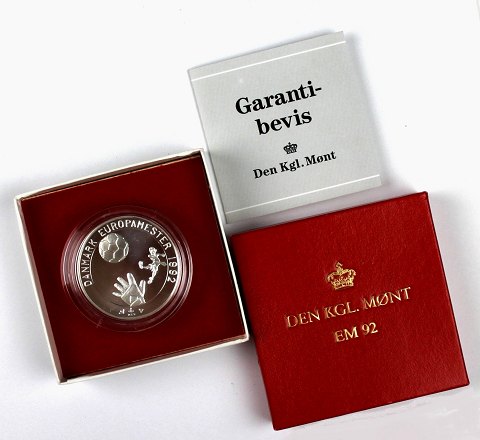 Garanti-
bevis
Den Kgl. Mønt
DANMARK EUROPAMESTER 1992
DEN KGL. MØNT
EM 92